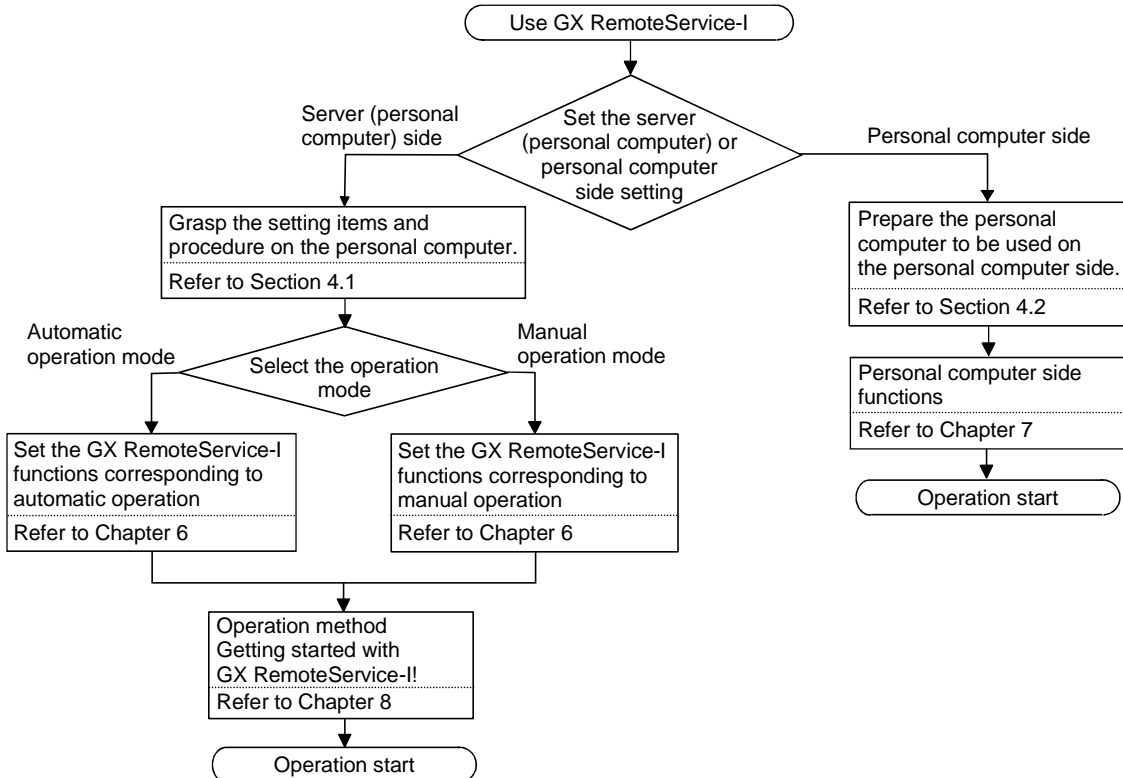 Use GX RemoteService-I
Set the server
(personal computer) or
personal computer
side setting
Server (personal
computer) side
Personal computer side
Grasp the setting items and
procedure on the personal computer.
Refer to Section 4.1
Prepare the personal
computer to be used on
the personal computer side.
Refer to Section 4.2
Automatic
operation mode
Select the operation
mode
Manual
operation mode
Personal computer side
functions
Refer to Chapter 7
Set the GX RemoteService-I
functions corresponding to
automatic operation
Refer to Chapter 6
Set the GX RemoteService-I
functions corresponding to
manual operation
Refer to Chapter 6
Operation start
Operation method
Getting started with
GX RemoteService-I!
Refer to Chapter 8
Operation start